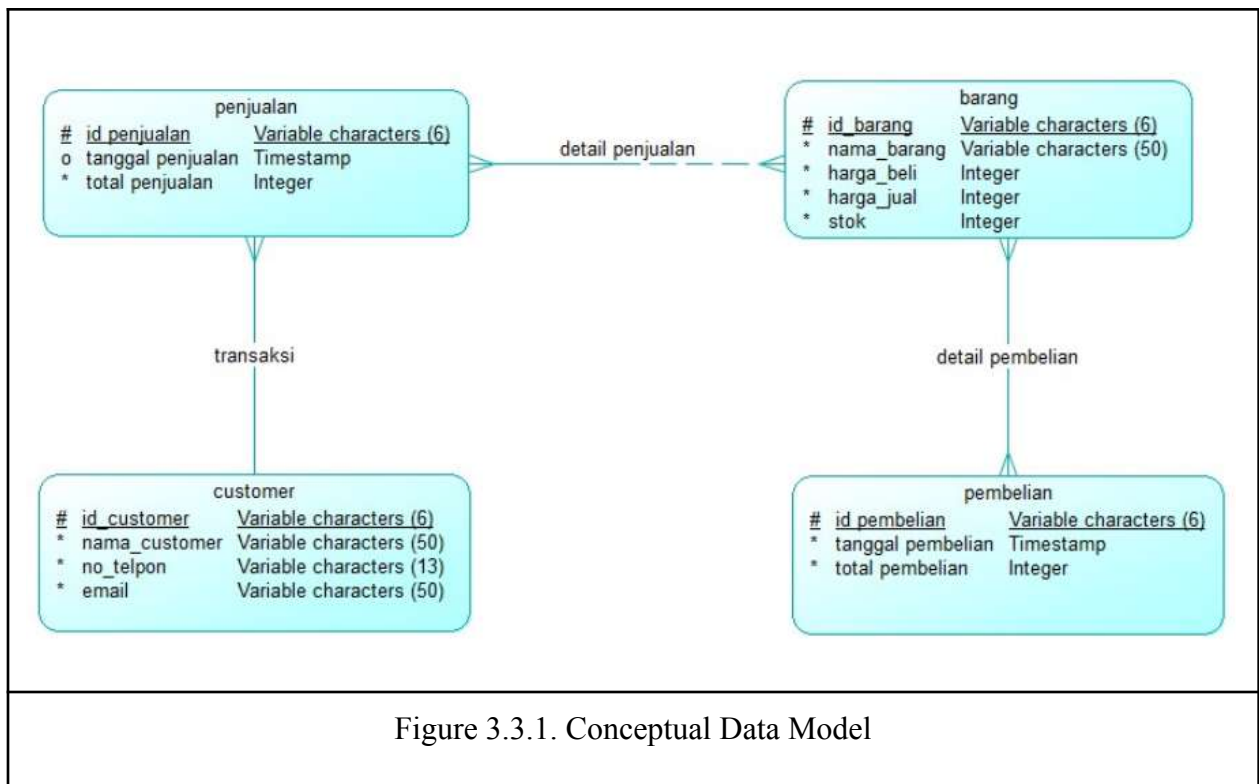 penjualan
# id penjualan Variable characters (6)
o tanggal penjualan Timestamp
* total penjualan Integer
detail penjualan
barang
# id_barang Variable characters (6)
* nama_barang Variable characters (50)
* harga_beli Integer
* harga_jual Integer
* stok Integer
transaksi
detail pembelian
customer
# id_customer Variable characters (6)
* nama_customer Variable characters (50)
* no_telpon Variable characters (13)
* email Variable characters (50)
pembelian
# id pembelian Variable characters (6)
* tanggal pembelian Timestamp
* total pembelian Integer
Figure 3.3.1. Conceptual Data Model